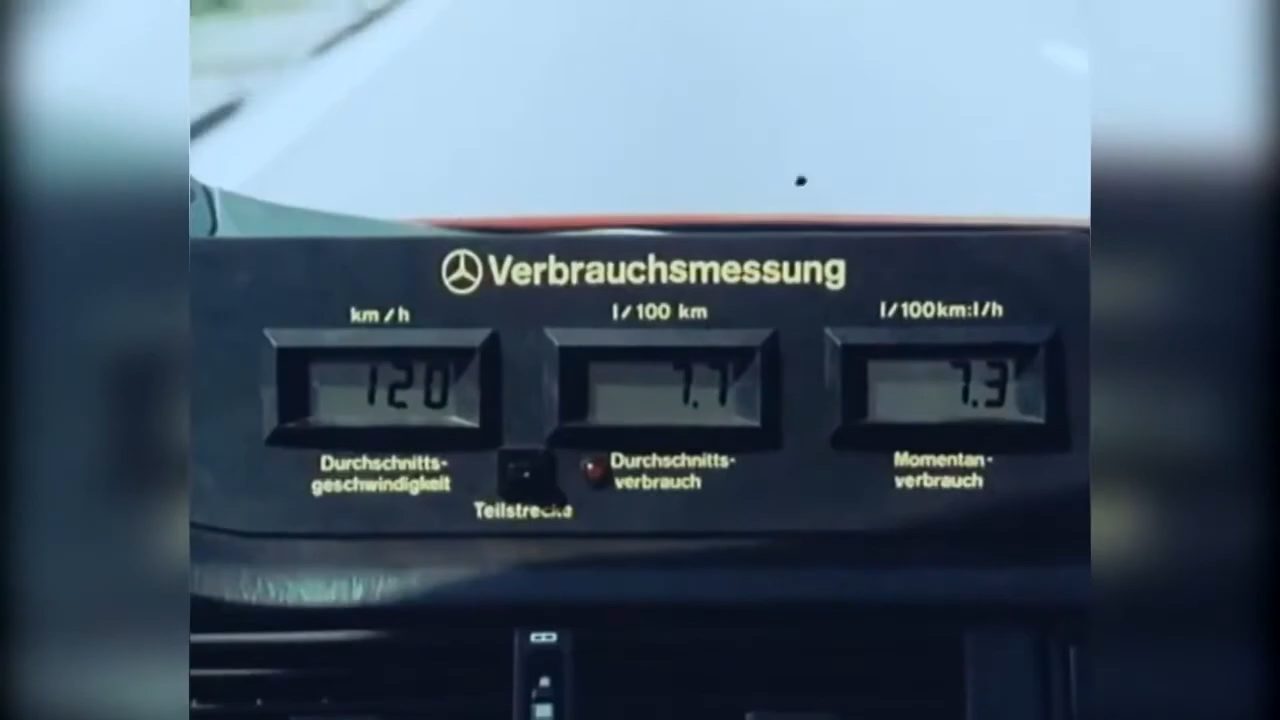 Verbrauchsmessung
km/h
l/100 km
l/100km:l/h
120
7.7
7.3
Durchschnitts-
geschwindigkeit
Durchschnitts-
verbrauch
Momentan-
verbrauch
Teilstrecke